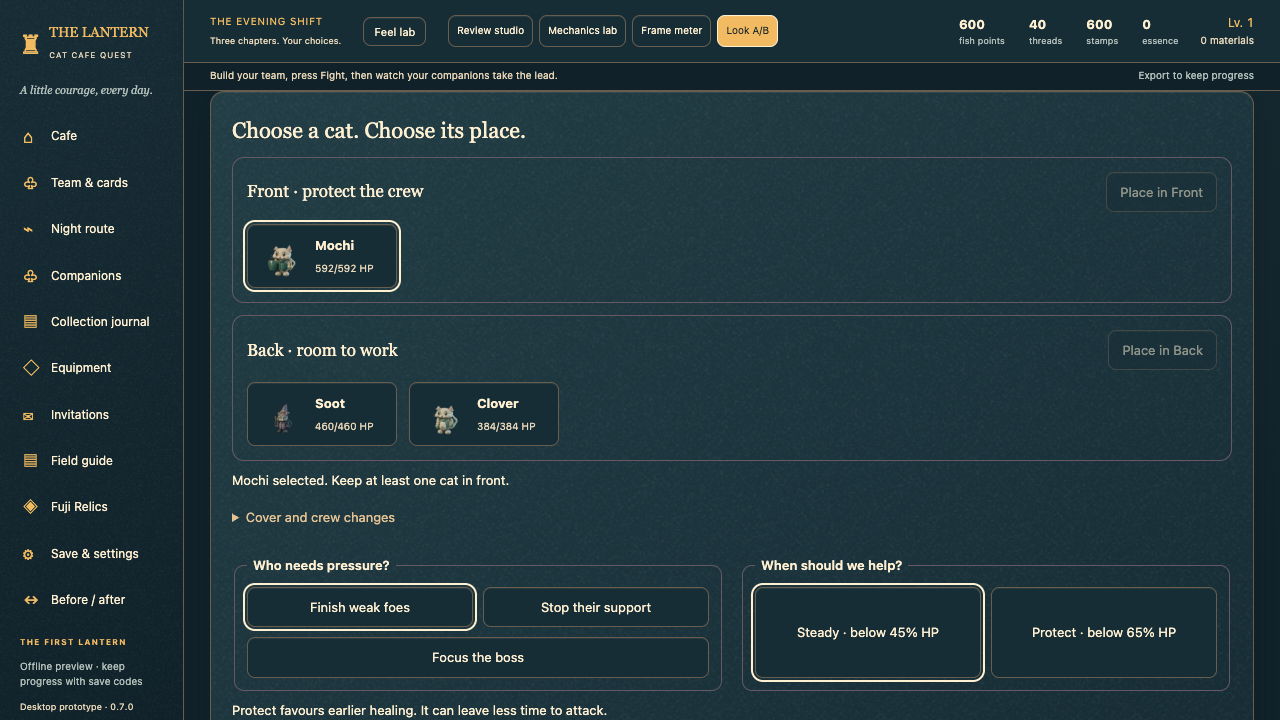 THE LANTERN
CAT CAFE QUEST
A little courage, every day.
Cafe
Team & cards
Night route
Companions
Collection journal
Equipment
Invitations
Field guide
Fuji Relics
Save & settings
Before / after
THE FIRST LANTERN
Offline preview · keep
progress with save codes
Desktop prototype · 0.7.0
THE EVENING SHIFT
Three chapters. Your choices.
Feel lab
Review studio
Mechanics lab
Frame meter
Look A/B
600
fish points
40
threads
600
stamps
0
essence
Lv. 1
0 materials
Build your team, press Fight, then watch your companions take the lead.
Export to keep progress
Choose a cat. Choose its place.
Front · protect the crew
Place in Front
Mochi
592/592 HP
Back · room to work
Place in Back
Soot
460/460 HP
Clover
384/384 HP
Mochi selected. Keep at least one cat in front.
Cover and crew changes
Who needs pressure?
Finish weak foes
Stop their support
Focus the boss
When should we help?
Steady · below 45% HP
Protect · below 65% HP
Protect favours earlier healing. It can leave less time to attack.